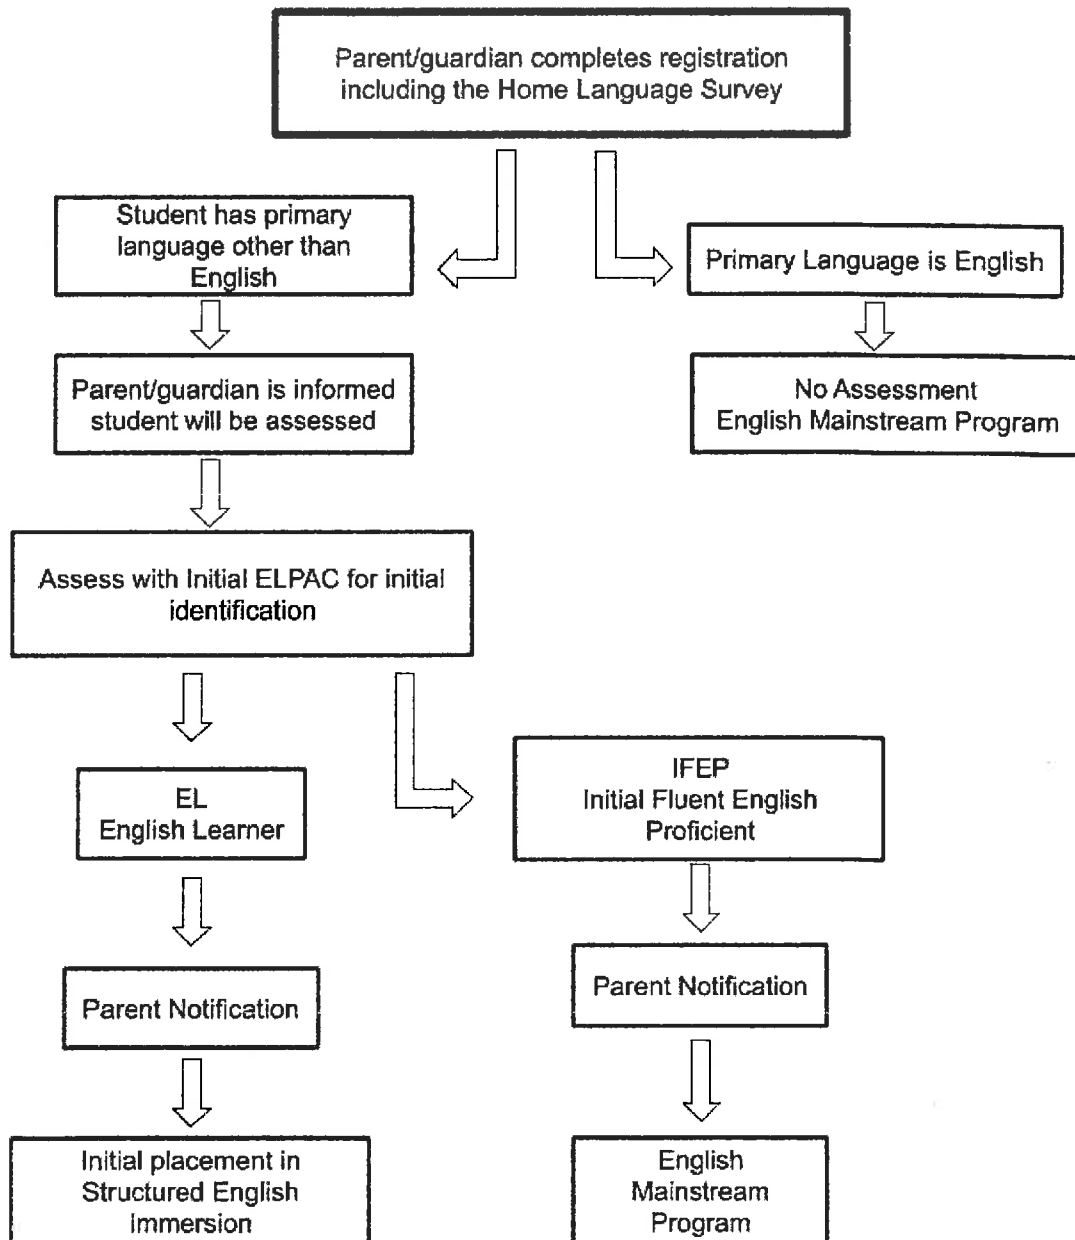 Parent/guardian completes registration
including the Home Language Survey
Student has primary
language other than
English
Primary Language is English
Parent/guardian is informed
student will be assessed
No Assessment
English Mainstream Program
Assess with Initial ELPAC for initial
identification
EL
English Learner
IFEP
Initial Fluent English
Proficient
Parent Notification
Parent Notification
Initial placement in
Structured English
Immersion
English
Mainstream
Program